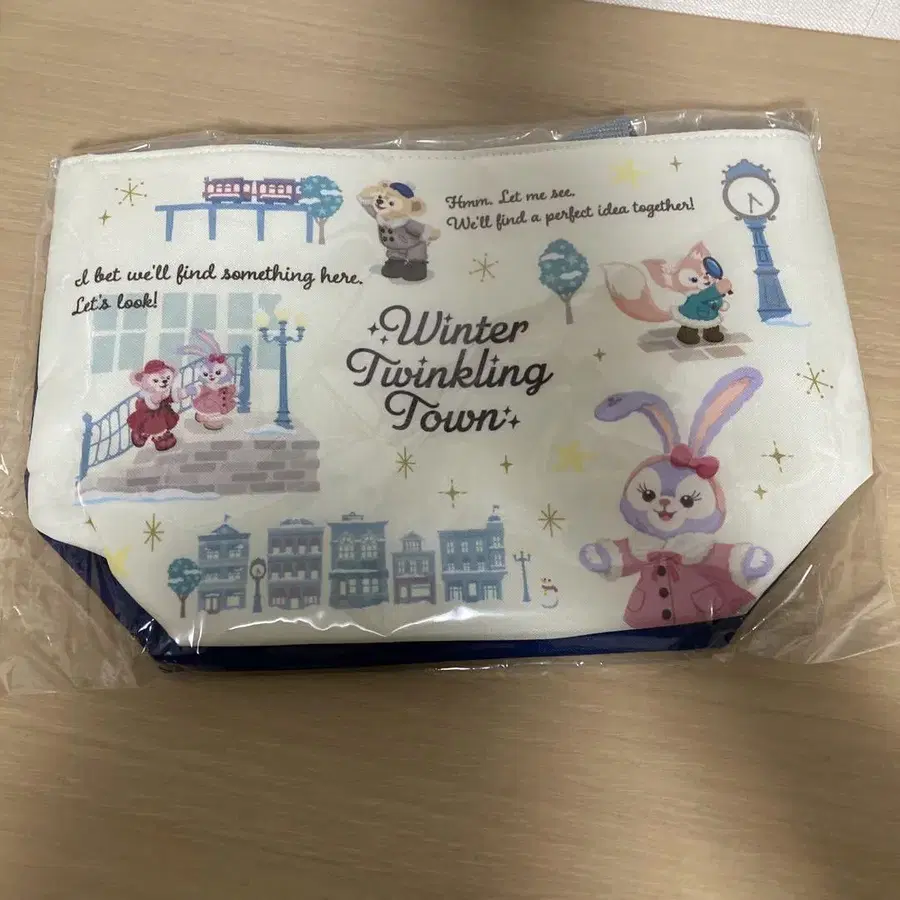 Hmm. Let me see.
We'll find a perfect idea together!
I bet we'll find something here.
Let's look!
Winter
Twinkling
Town